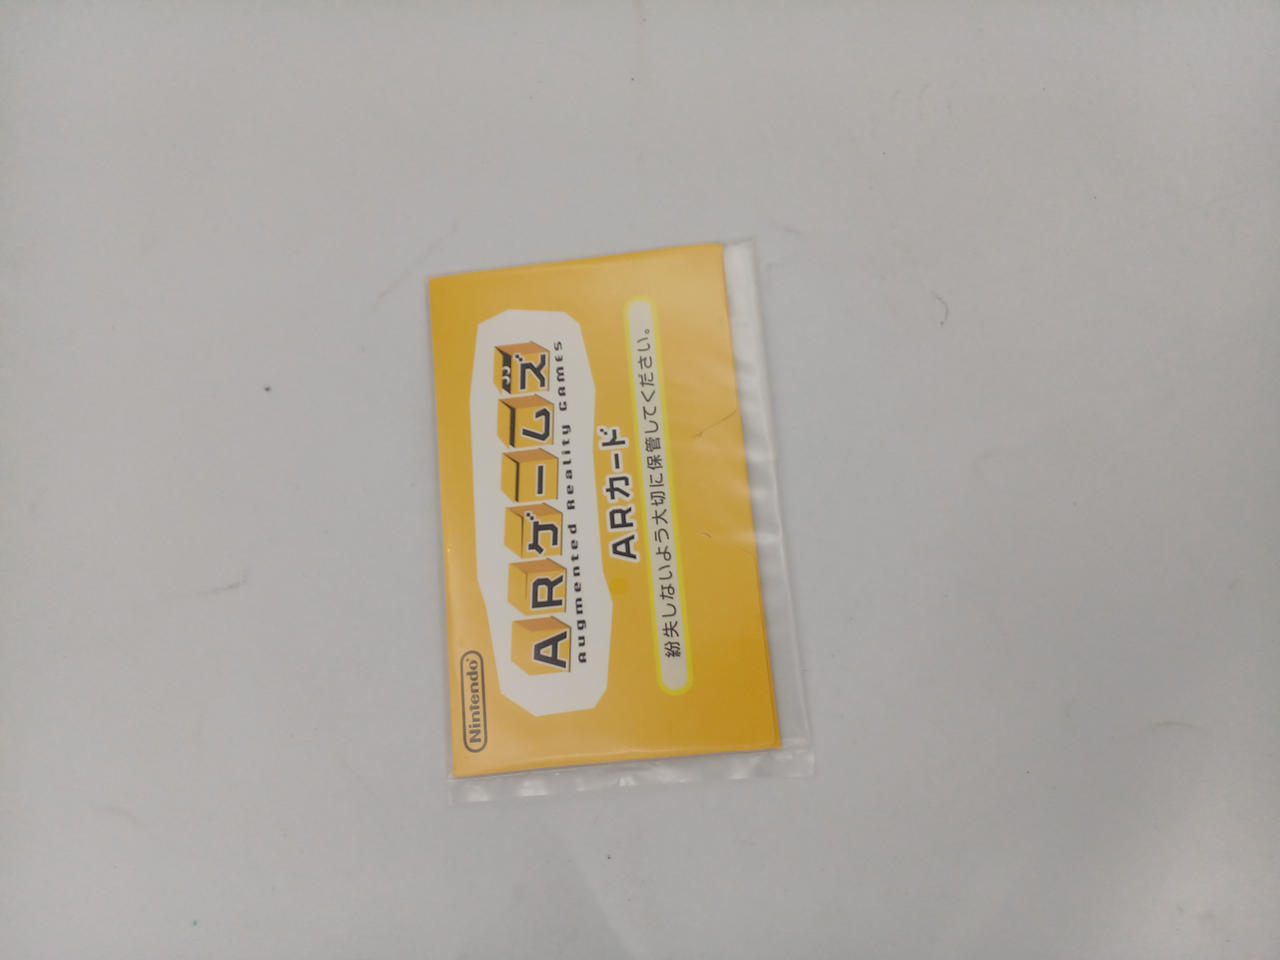 Nintendo
ARゲームズ
Augmented Reality GAMES
ARカード
紛失しないよう大切に保管してください。